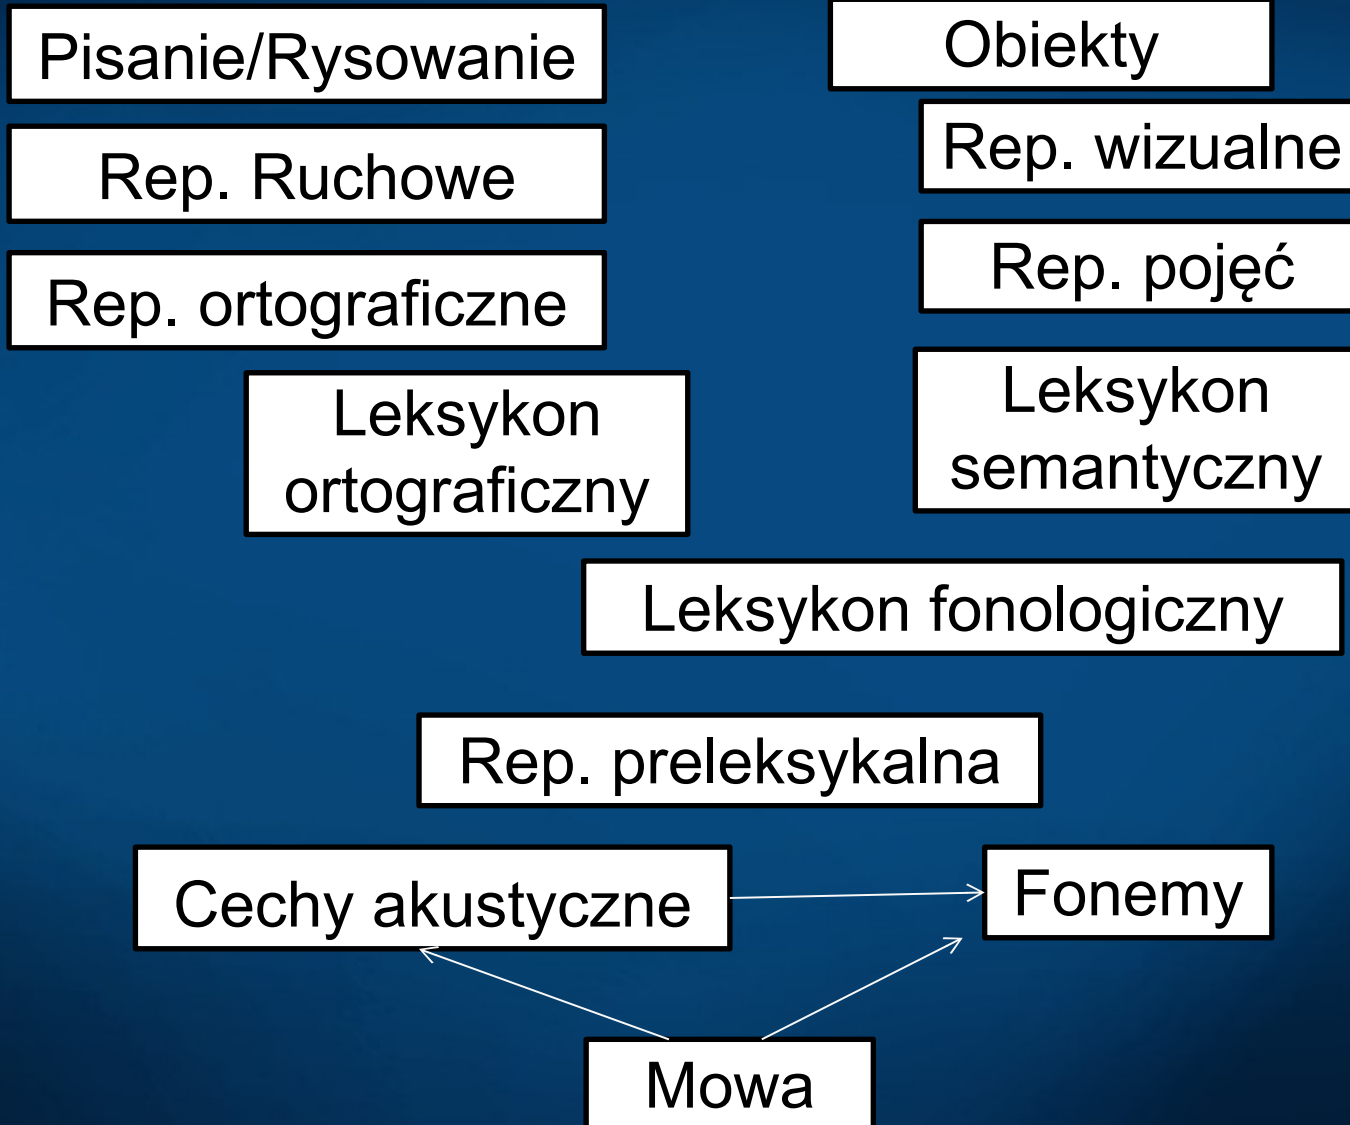 Pisanie/Rysowanie
Obiekty
Rep. Ruchowe
Rep. wizualne
Rep. ortograficzne
Rep. pojęć
Leksykon
ortograficzny
Leksykon
semantyczny
Leksykon fonologiczny
Rep. preleksykalna
Cechy akustyczne
Fonemy
Mowa